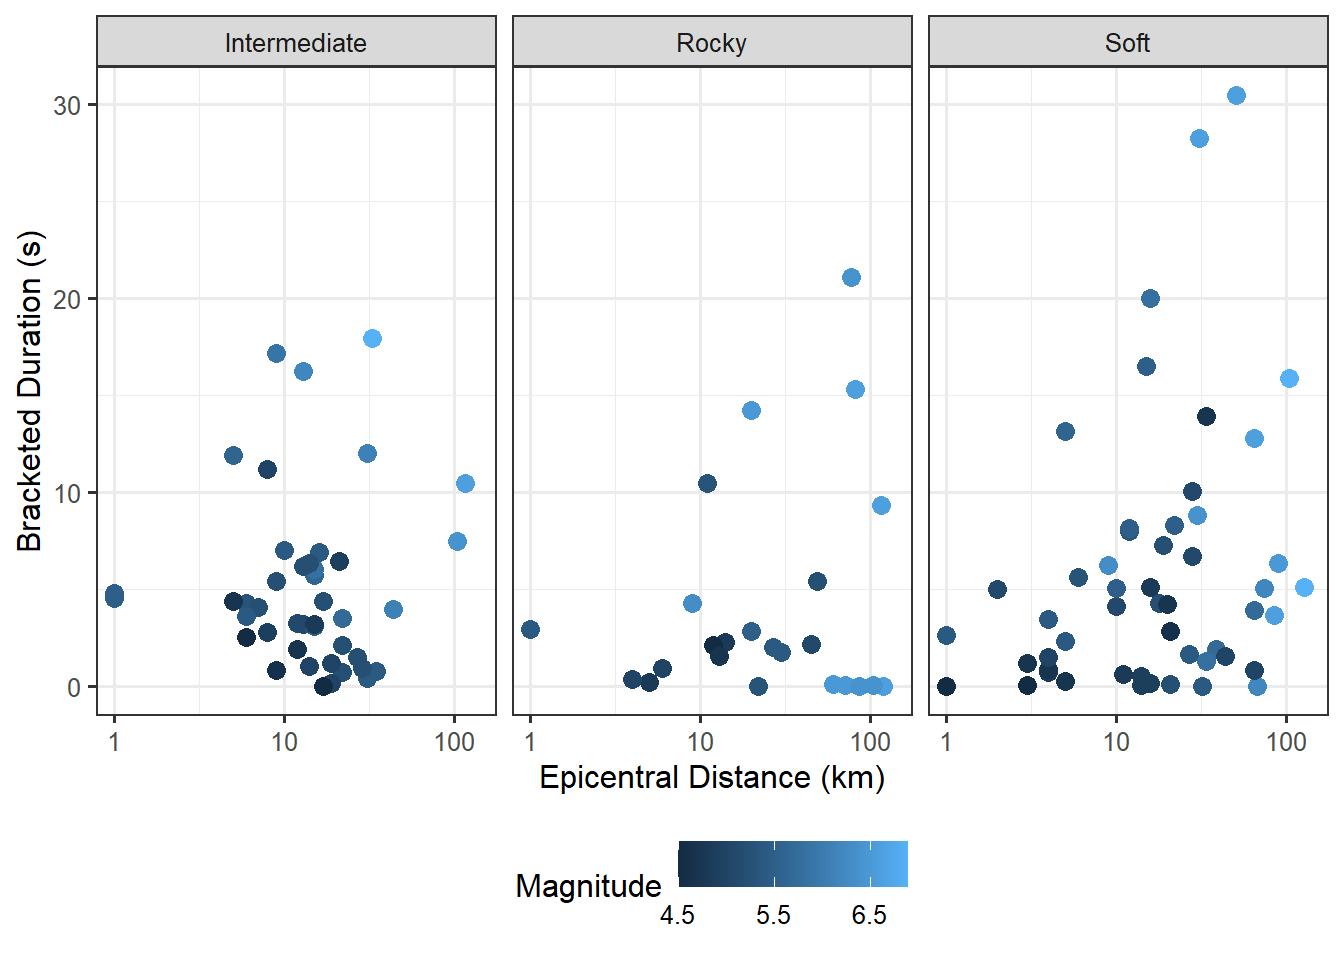 Intermediate Rocky Soft
30
20
10
0
Bracketed Duration (s)
1 10 100 1 10 100 1 10 100
Epicentral Distance (km)
Magnitude
4.5 5.5 6.5